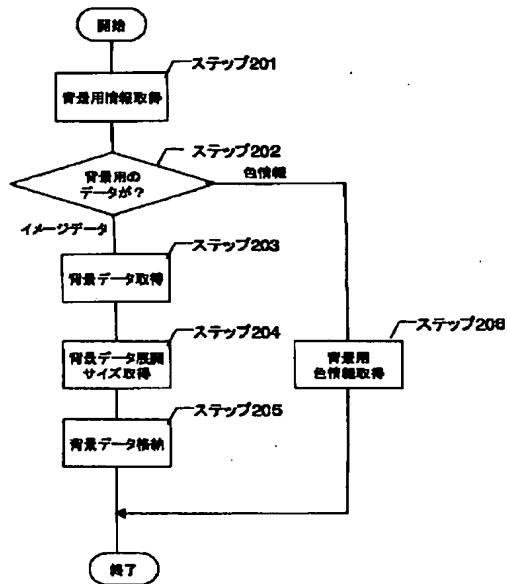 開始
ステップ201
背景用情報取得
ステップ202
背景用の
データが？
色情報
イメージデータ
ステップ203
背景データ取得
ステップ204
背景データ展開
サイズ取得
ステップ206
背景用
色情報取得
ステップ205
背景データ格納
終了